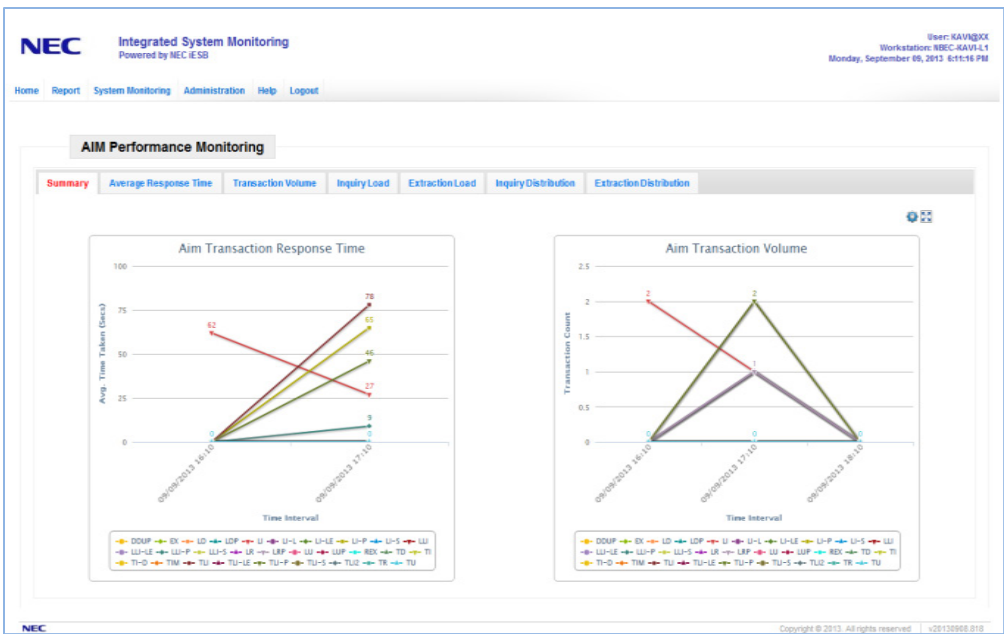 NEC
Integrated System Monitoring
Powered by NEC iESB
User: KAVI@XX
Workstation: NBEC-KAVI-L1
Monday, September 09, 2013 6:11:16 PM
Home Report System Monitoring Administration Help Logout
AIM Performance Monitoring
Summary Average Response Time Transaction Volume Inquiry Load Extraction Load Inquiry Distribution Extraction Distribution
Aim Transaction Response Time
100
75
50
25
0
Avg. Time Taken (Secs)
62
0
78
65
46
27
9
0
09/09/2013 16:10
09/09/2013 17:10
Time Interval
DDUP EX LD LDP LI LI-L LI-LE LI-P LI-S LLI
LLI-LE LLI-P LLI-S LR LRP LU LUP REX TD TI
TI-D TIM TLI TLI-LE TLI-P TLI-S TLI2 TR TU
Aim Transaction Volume
2.5
2
1.5
1
0.5
0
Transaction Count
2
0
2
1
0
0
09/09/2013 16:10
09/09/2013 17:10
09/09/2013 18:10
Time Interval
DDUP EX LD LDP LI LI-L LI-LE LI-P LI-S LLI
LLI-LE LLI-P LLI-S LR LRP LU LUP REX TD TI
TI-D TIM TLI TLI-LE TLI-P TLI-S TLI2 TR TU
NEC
Copyright © 2013. All rights reserved v20130908.818